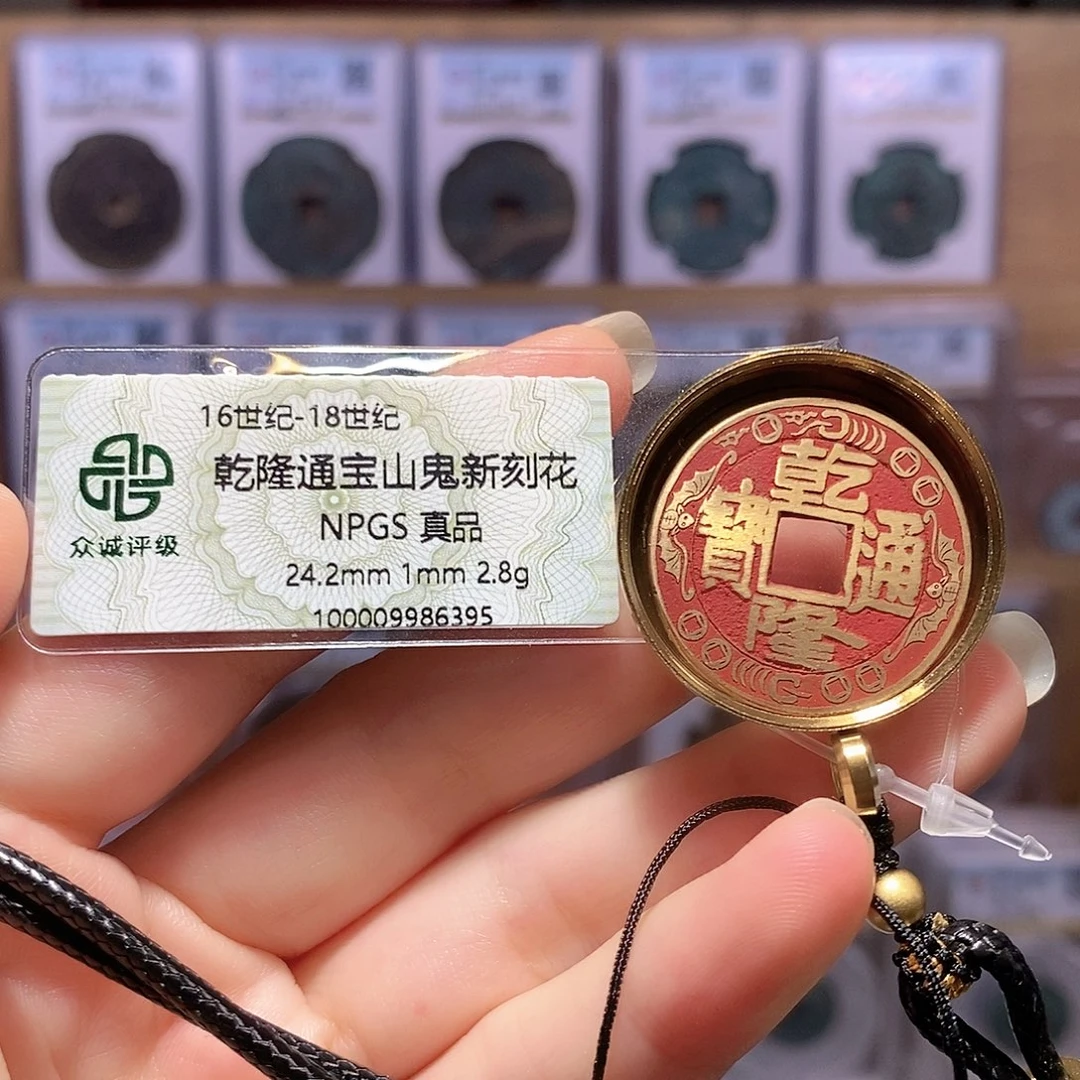 16世纪-18世纪
乾隆通宝山鬼新刻花
NPGS 真品
24.2mm 1mm 2.8g
100009986395
众诚评级
乾隆通寶